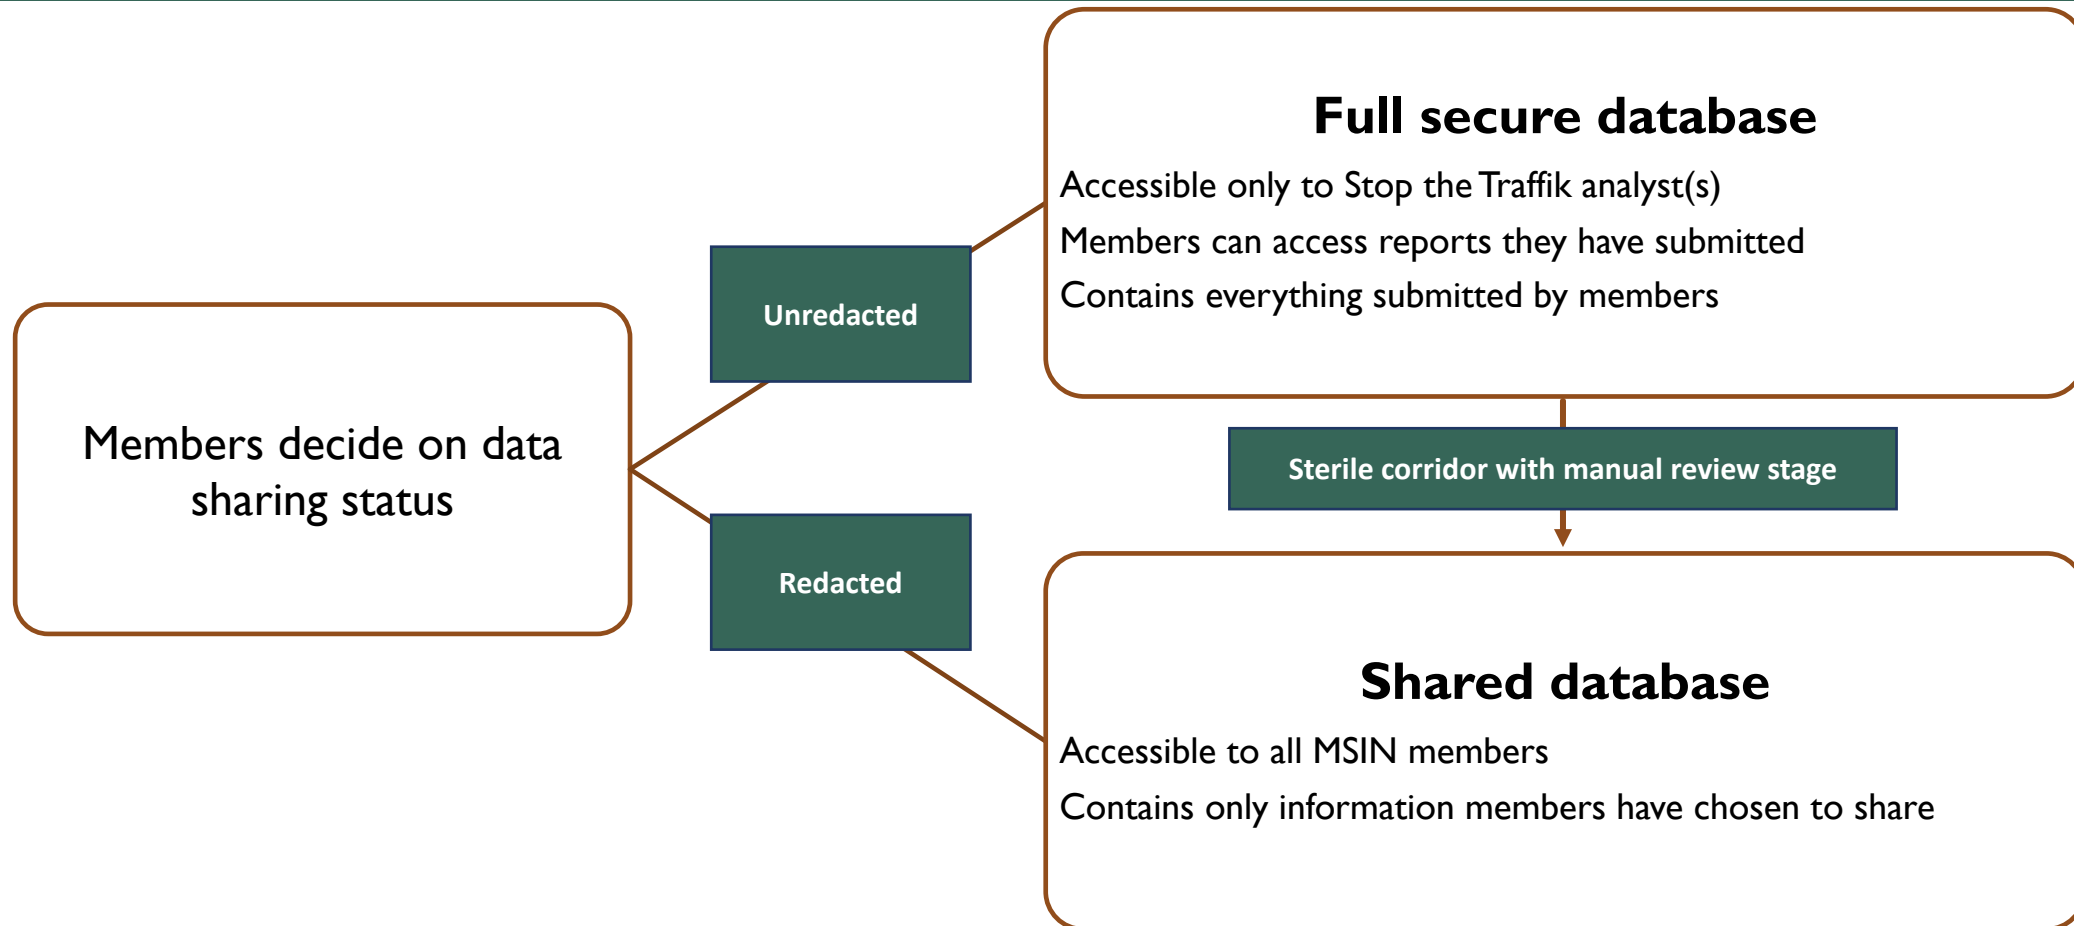 Members decide on data
sharing status
Unredacted
Redacted
Full secure database
Accessible only to Stop the Traffik analyst(s)
Members can access reports they have submitted
Contains everything submitted by members
Sterile corridor with manual review stage
Shared database
Accessible to all MSIN members
Contains only information members have chosen to share